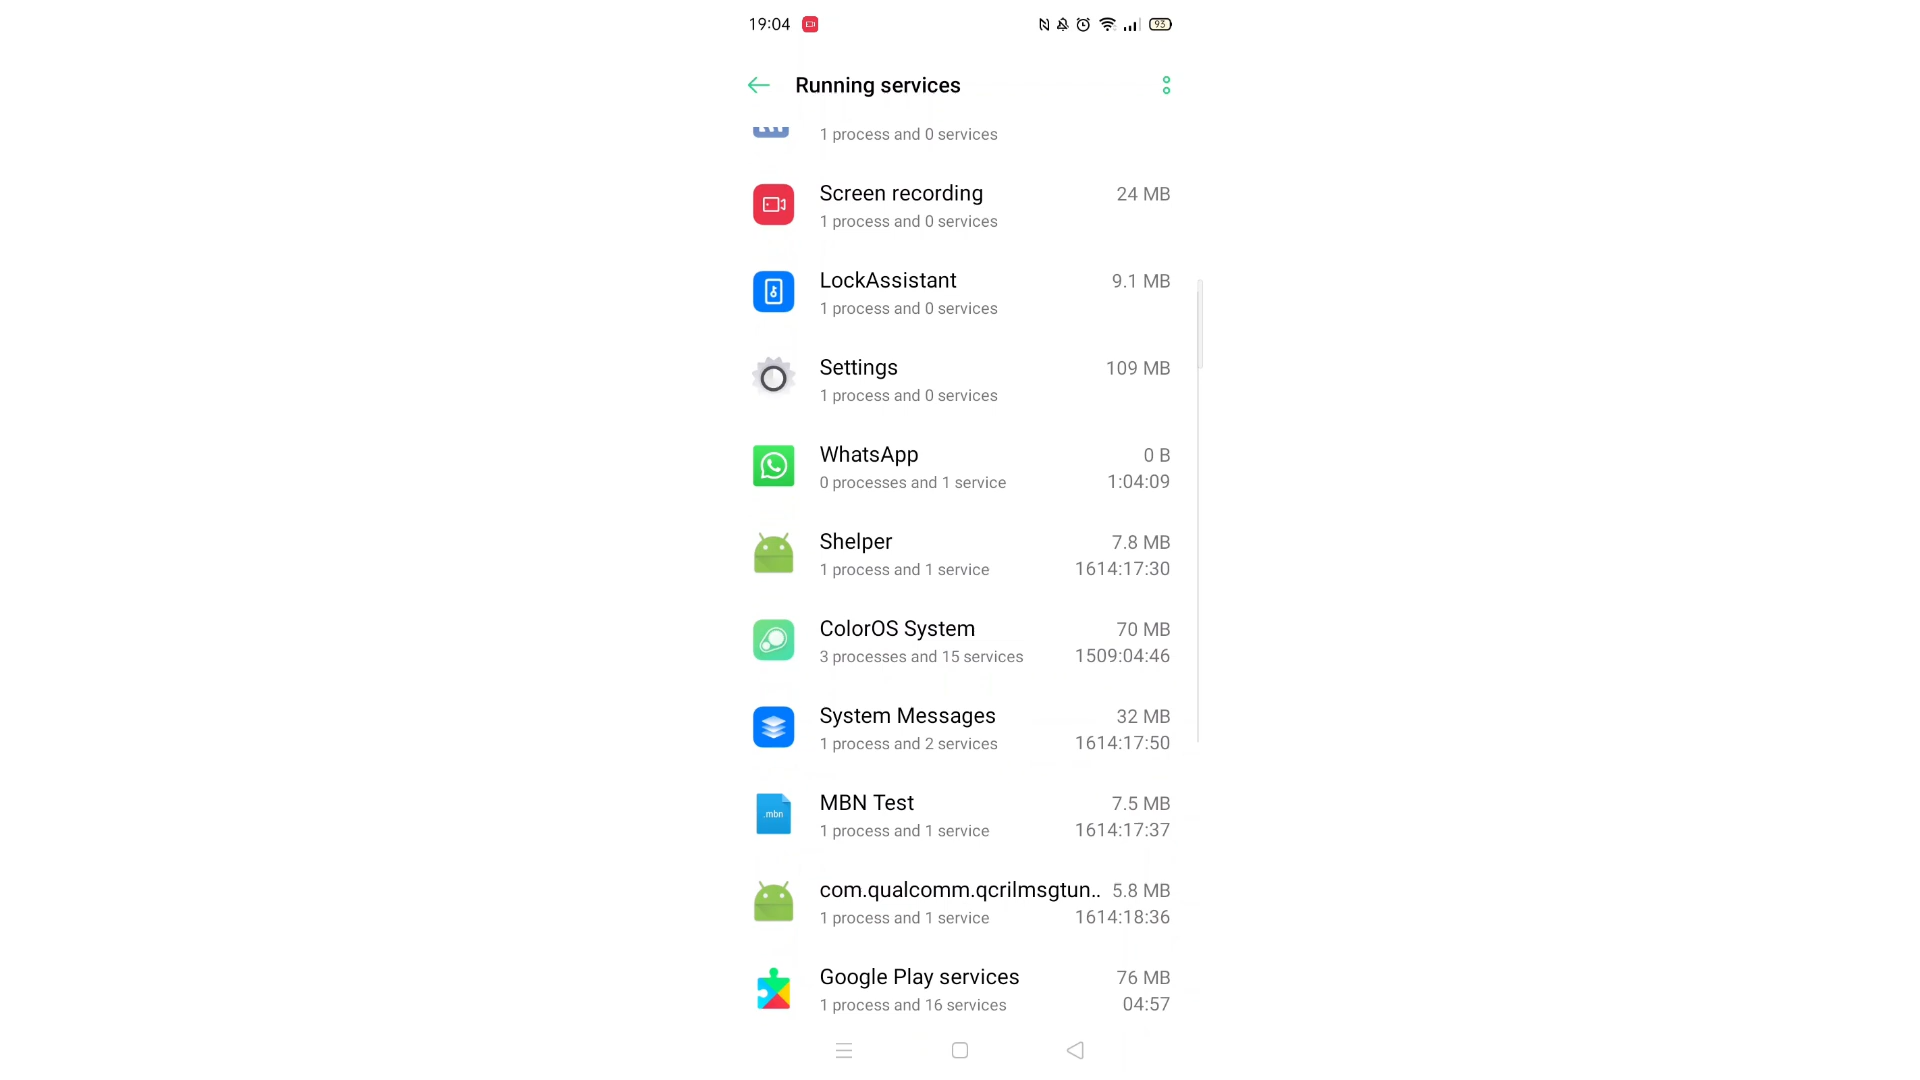 19:04
93
Running services
1 process and 0 services
Screen recording 24 MB
1 process and 0 services
LockAssistant 9.1 MB
1 process and 0 services
Settings 109 MB
1 process and 0 services
WhatsApp 0 B
0 processes and 1 service 1:04:09
Shelper 7.8 MB
1 process and 1 service 1614:17:30
ColorOS System 70 MB
3 processes and 15 services 1509:04:46
System Messages 32 MB
1 process and 2 services 1614:17:50
.mbn
MBN Test 7.5 MB
1 process and 1 service 1614:17:37
com.qualcomm.qcrilmsgtun.. 5.8 MB
1 process and 1 service 1614:18:36
Google Play services 76 MB
1 process and 16 services 04:57